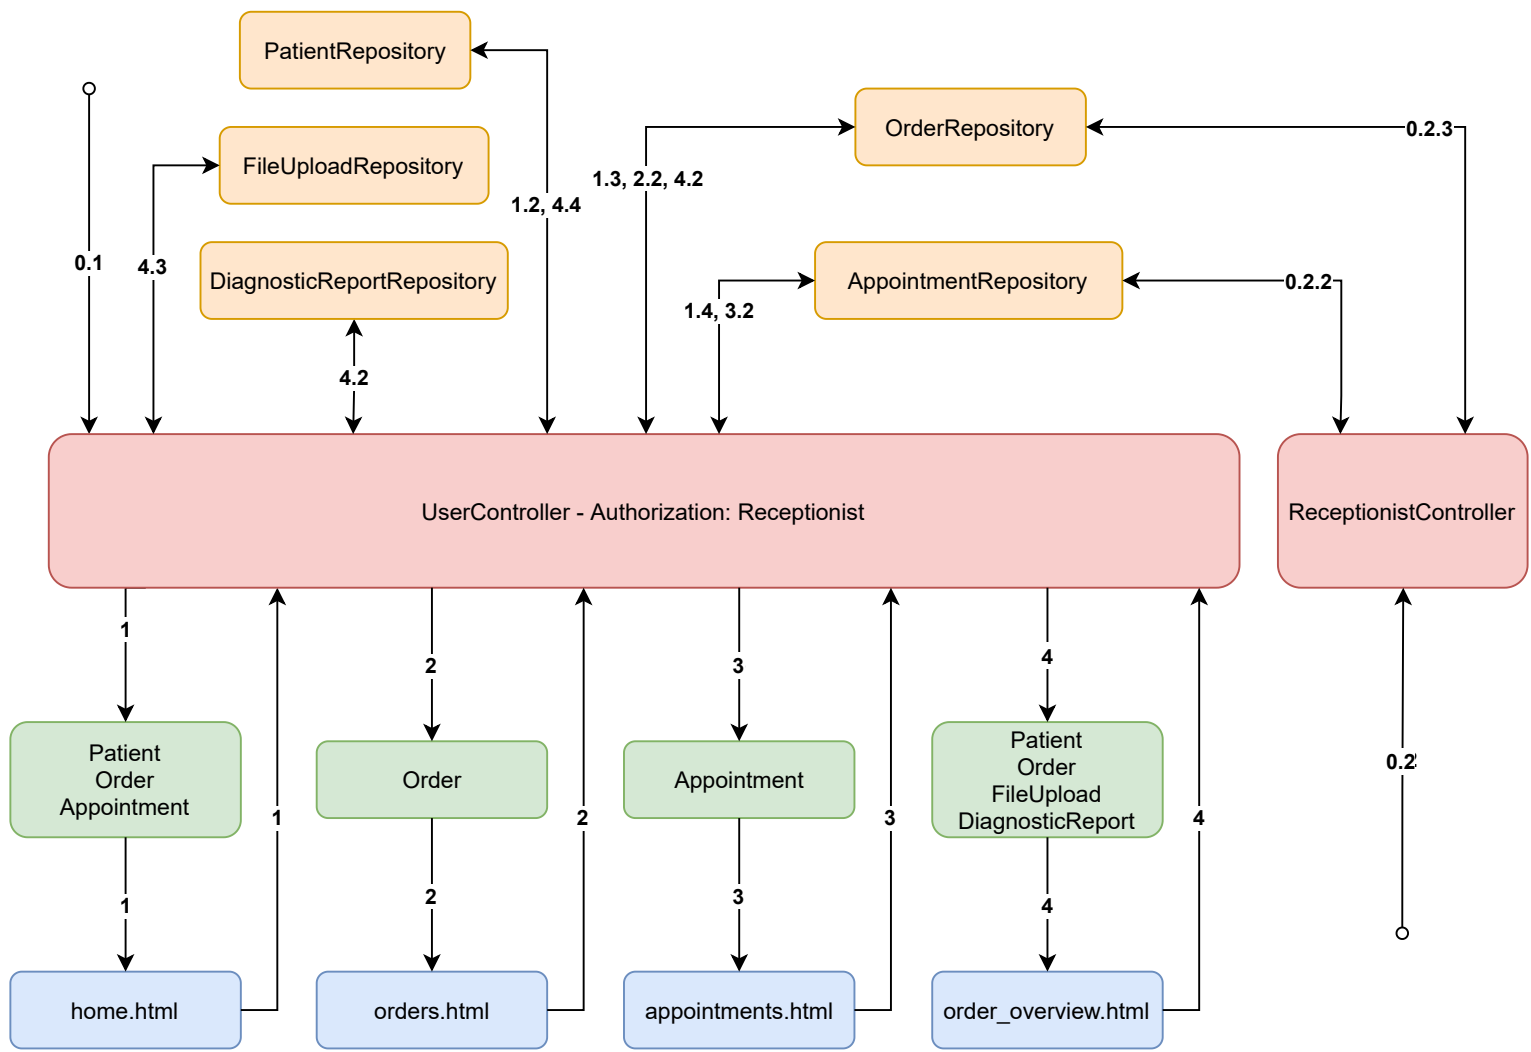 PatientRepository
OrderRepository
0.2.3
FileUploadRepository
1.3, 2.2, 4.2
1.2, 4.4
0.1
4.3
DiagnosticReportRepository
AppointmentRepository
0.2.2
1.4, 3.2
4.2
UserController - Authorization: Receptionist
ReceptionistController
1
2
3
4
Patient
Order
Appointment
Order
Appointment
Patient
Order
FileUpload
DiagnosticReport
0.2
1
2
3
4
1
2
3
4
home.html
orders.html
appointments.html
order_overview.html